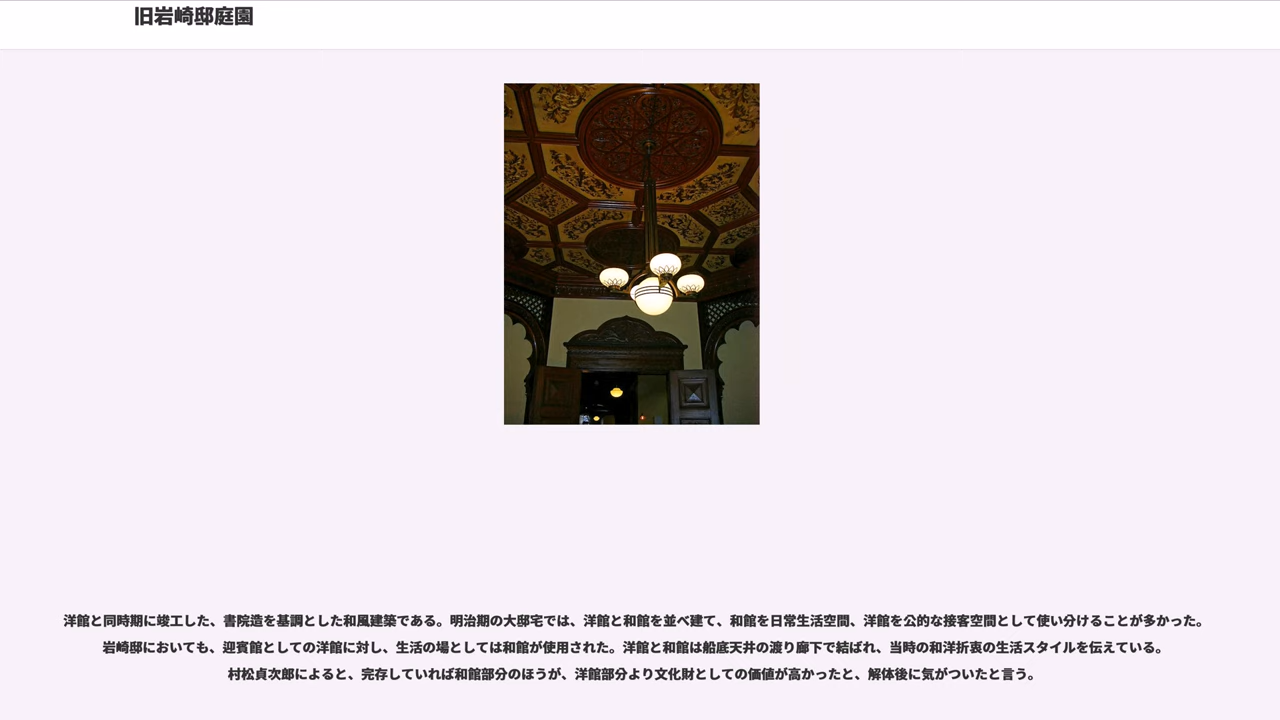 旧岩崎邸庭園
洋館と同時期に竣工した、書院造を基調とした和風建築である。明治期の大邸宅では、洋館と和館を並べ建て、和館を日常生活空間、洋館を公的な接客空間として使い分けることが多かった。
岩崎邸においても、迎賓館としての洋館に対し、生活の場としては和館が使用された。洋館と和館は船底天井の渡り廊下で結ばれ、当時の和洋折衷の生活スタイルを伝えている。
村松貞次郎によると、完存していれば和館部分のほうが、洋館部分より文化財としての価値が高かったと、解体後に気がついたと言う。